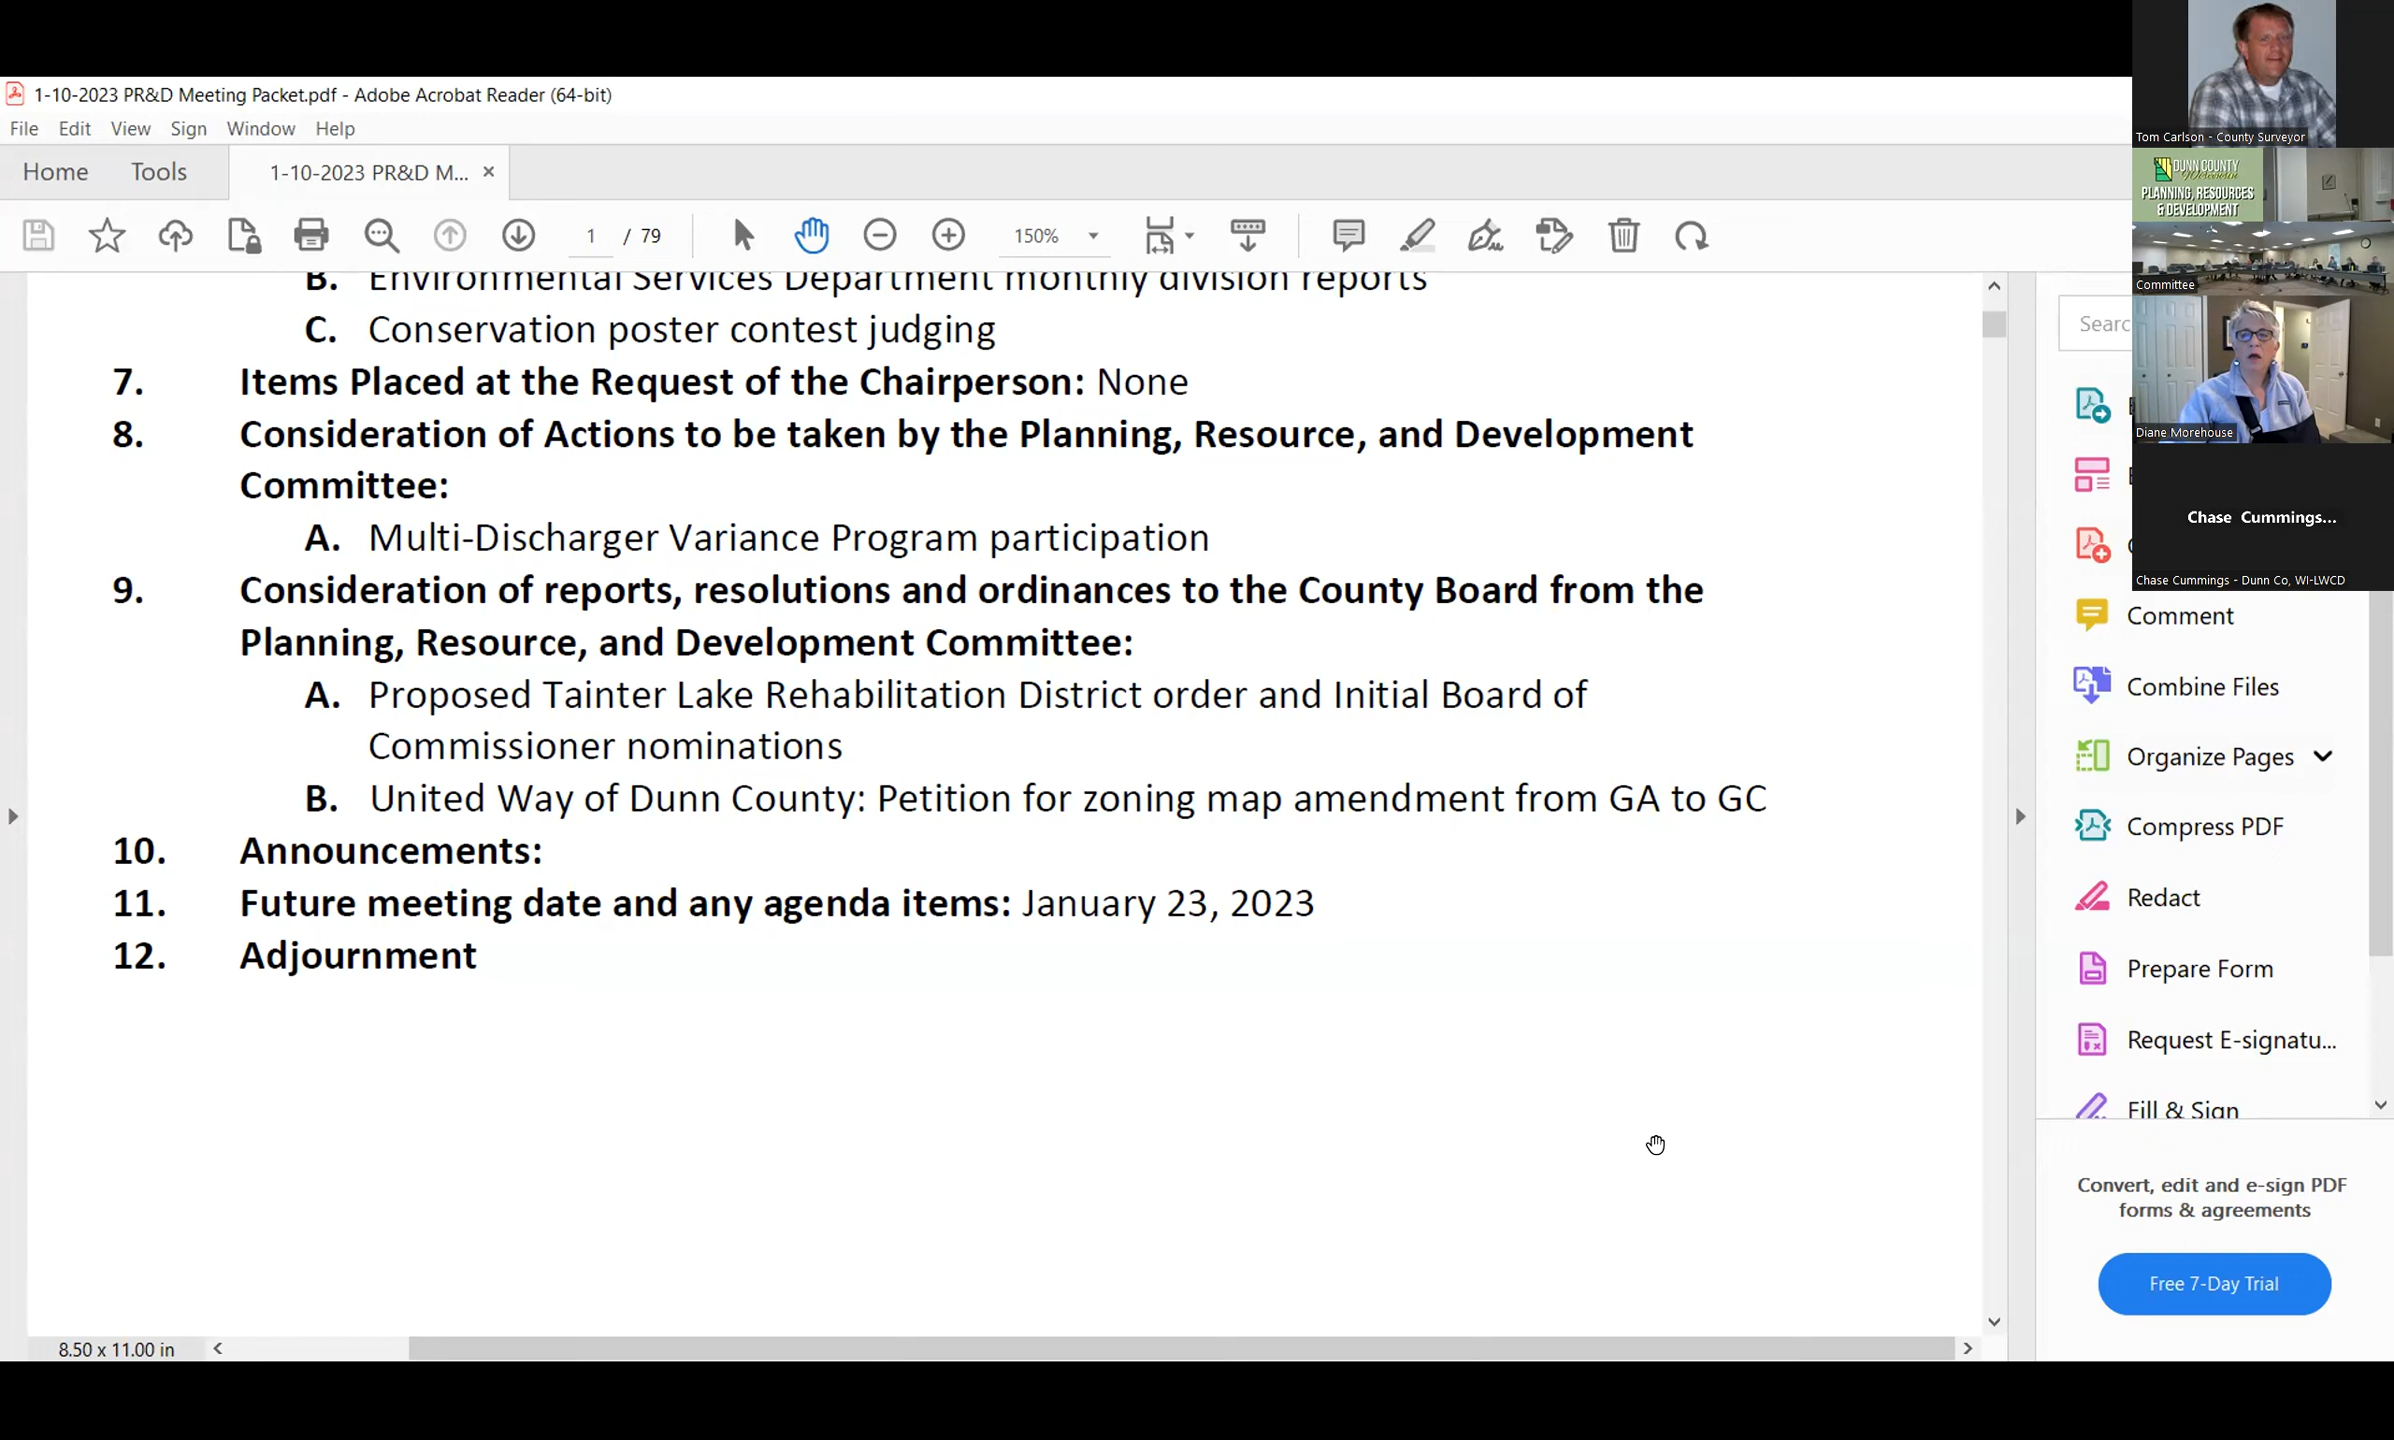 1-10-2023 PR&D Meeting Packet.pdf - Adobe Acrobat Reader (64-bit)
File Edit View Sign Window Help
Home Tools 1-10-2023 PR&D M... ×
1 / 79 150%
B. Environmental Services Department monthly division reports
C. Conservation poster contest judging
7. Items Placed at the Request of the Chairperson: None
8. Consideration of Actions to be taken by the Planning, Resource, and Development
Committee:
A. Multi-Discharger Variance Program participation
9. Consideration of reports, resolutions and ordinances to the County Board from the
Planning, Resource, and Development Committee:
A. Proposed Tainter Lake Rehabilitation District order and Initial Board of
Commissioner nominations
B. United Way of Dunn County: Petition for zoning map amendment from GA to GC
10. Announcements:
11. Future meeting date and any agenda items: January 23, 2023
12. Adjournment
8.50 x 11.00 in
Tom Carlson - County Surveyor
DUNN COUNTY
Wisconsin
PLANNING, RESOURCES
& DEVELOPMENT
Committee
Diane Morehouse
Chase Cummings...
Chase Cummings - Dunn Co, WI-LWCD
Searc
Comment
Combine Files
Organize Pages
Compress PDF
Redact
Prepare Form
Request E-signatu...
Fill & Sign
Convert, edit and e-sign PDF
forms & agreements
Free 7-Day Trial